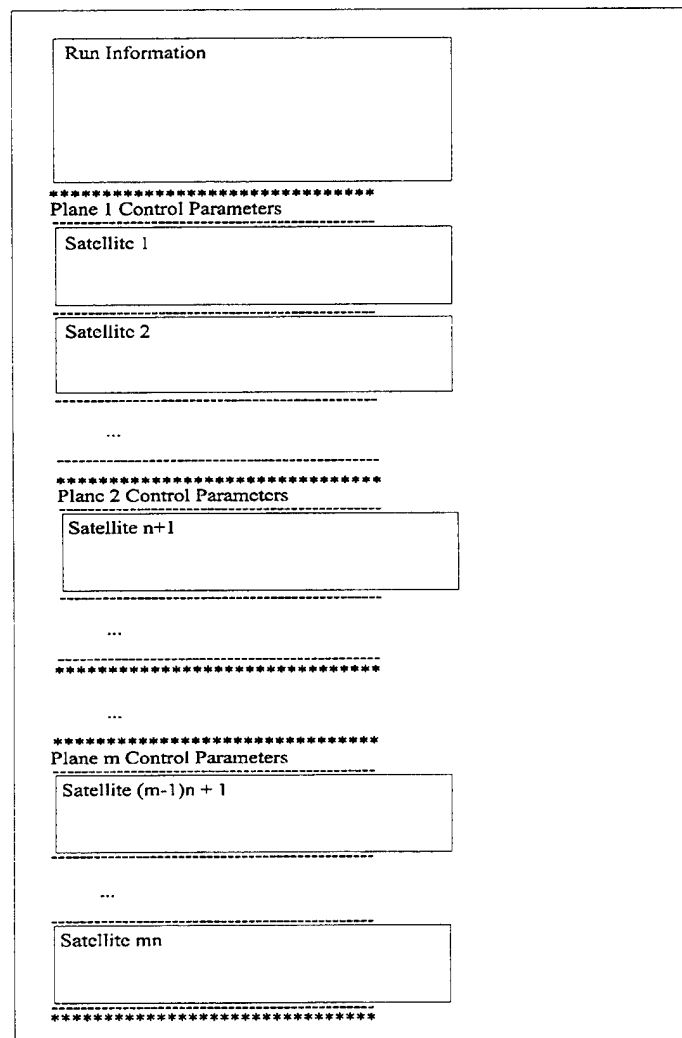 Run Information
******************************
Plane 1 Control Parameters
--------------------------------------------
Satellite 1
--------------------------------------------
Satellite 2
--------------------------------------------
...
--------------------------------------------
******************************
Plane 2 Control Parameters
--------------------------------------------
Satellite n+1
--------------------------------------------
...
--------------------------------------------
******************************
...
******************************
Plane m Control Parameters
--------------------------------------------
Satellite (m-1)n + 1
--------------------------------------------
...
--------------------------------------------
Satellite mn
--------------------------------------------
******************************